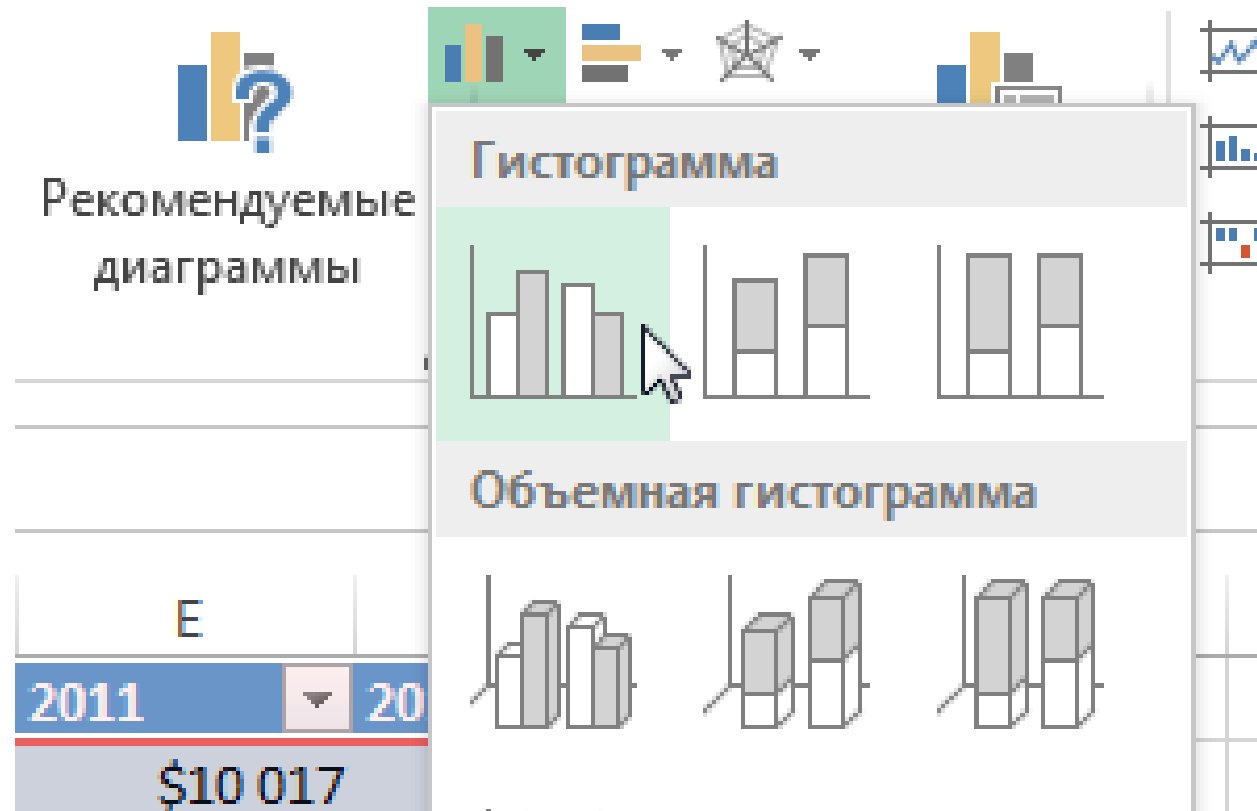 Рекомендуемые
диаграммы
Гистограмма
Объемная гистограмма
E
2011
20
$10 017